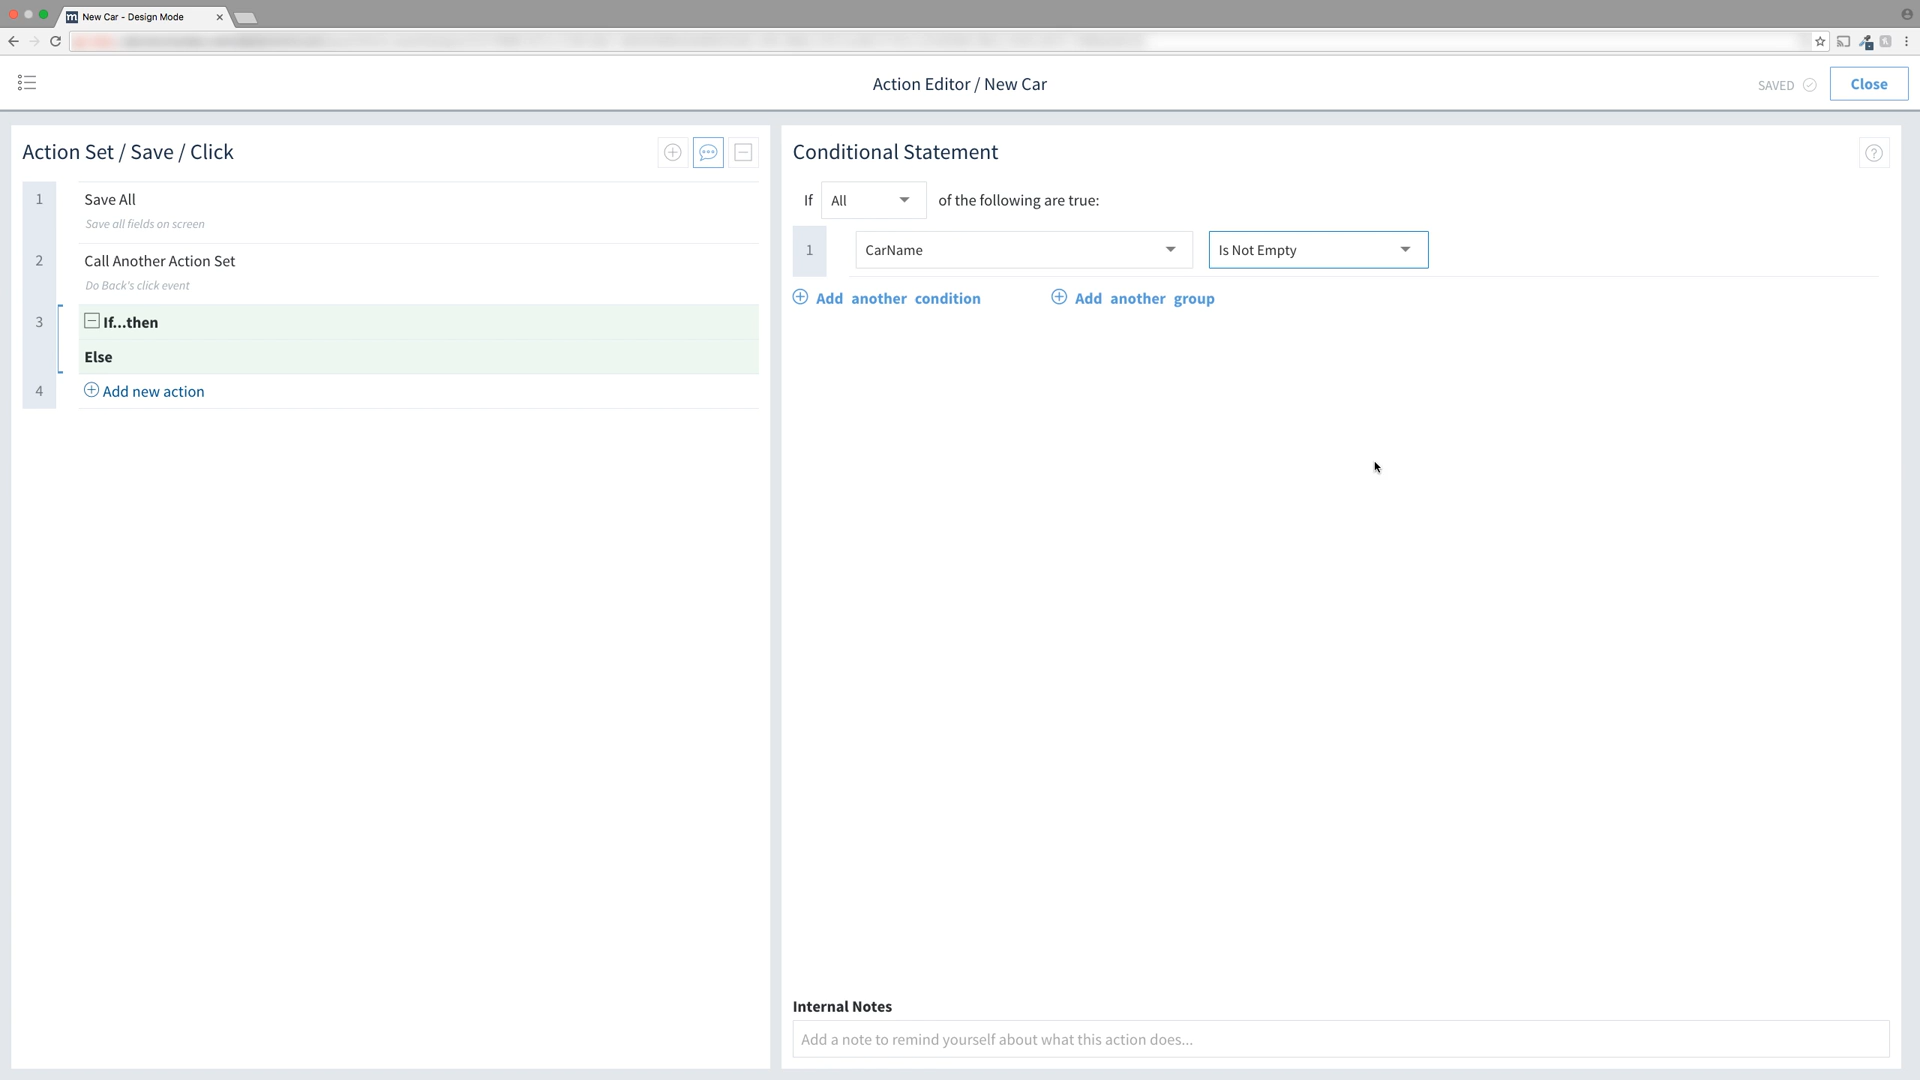 New Car - Design Mode
Action Editor / New Car
SAVED
Close
Action Set / Save / Click
1
Save All
Save all fields on screen
2
Call Another Action Set
Do Back's click event
3
If...then
Else
4
Add new action
Conditional Statement
If All of the following are true:
1 CarName Is Not Empty
Add another condition Add another group
Internal Notes
Add a note to remind yourself about what this action does...